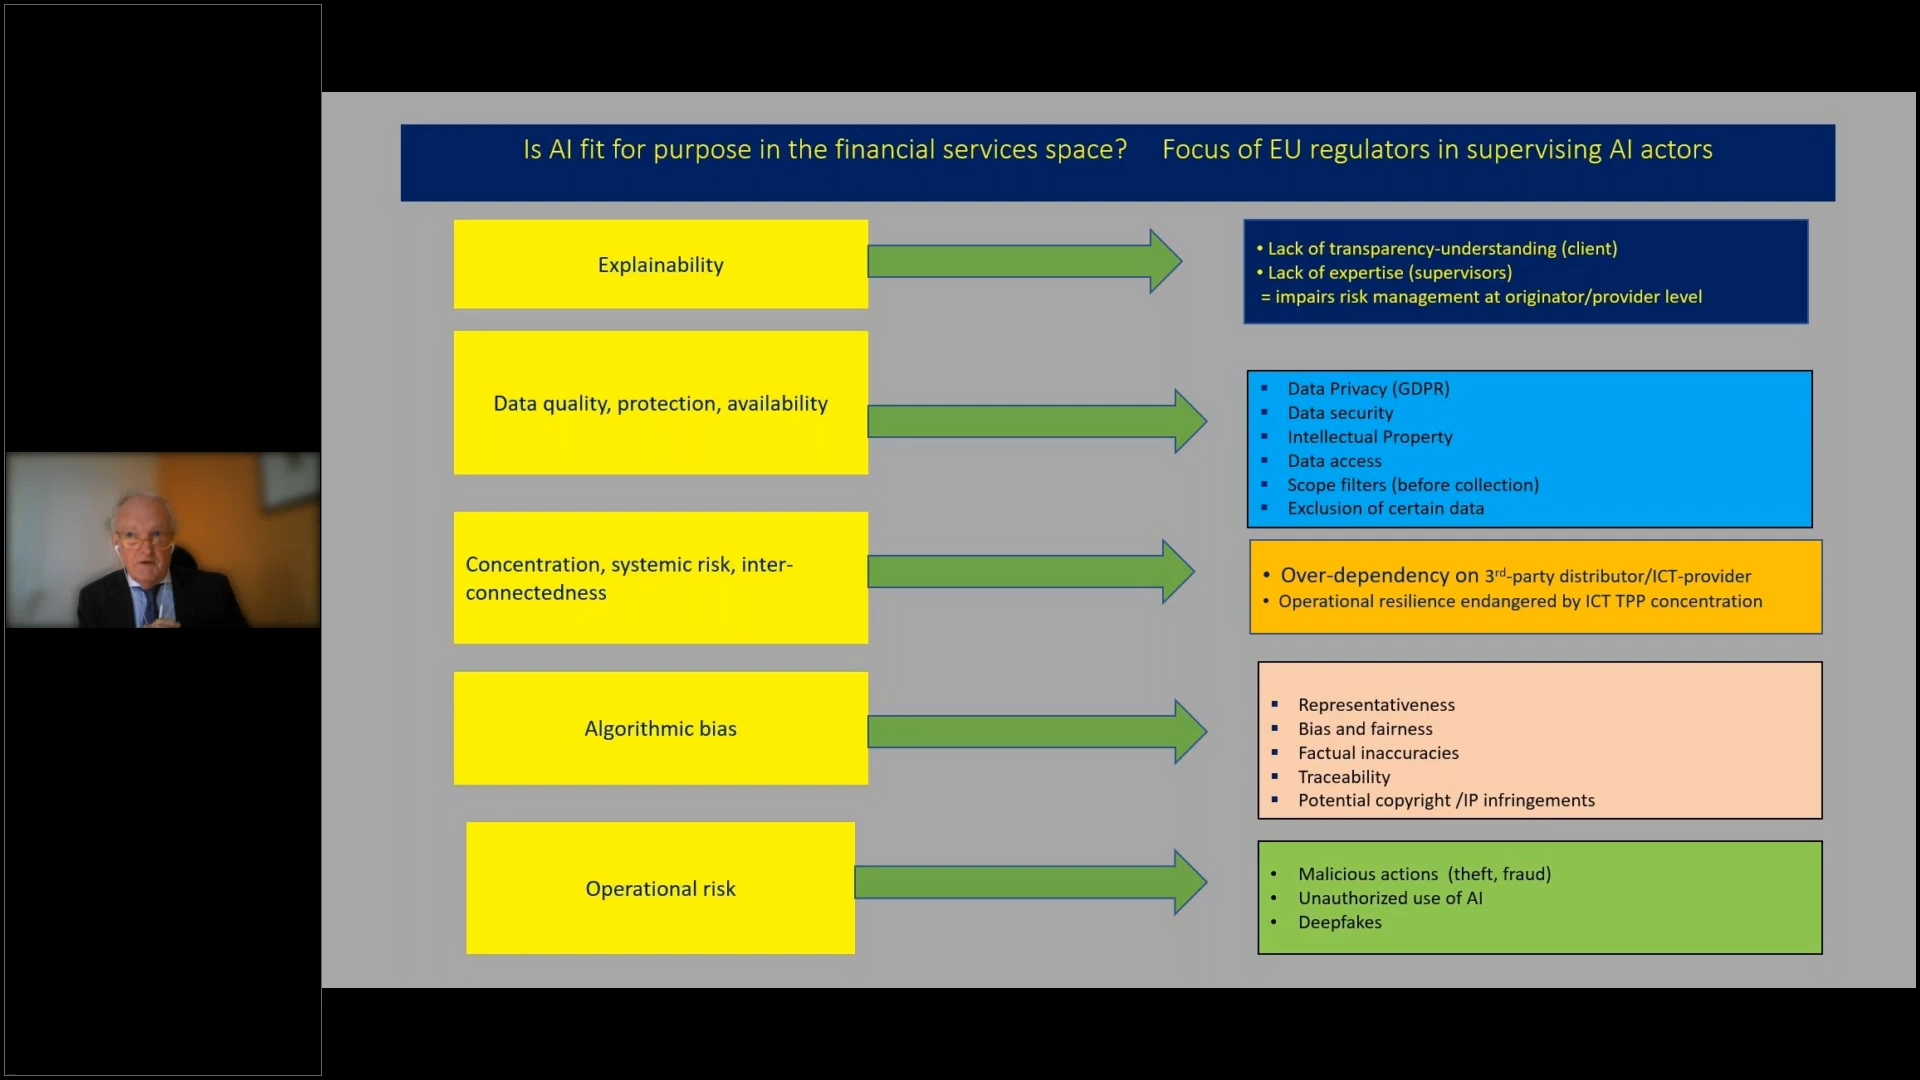 Is AI fit for purpose in the financial services space? Focus of EU regulators in supervising AI actors
Explainability
• Lack of transparency-understanding (client)
• Lack of expertise (supervisors)
= impairs risk management at originator/provider level
Data quality, protection, availability
▪ Data Privacy (GDPR)
▪ Data security
▪ Intellectual Property
▪ Data access
▪ Scope filters (before collection)
▪ Exclusion of certain data
Concentration, systemic risk, inter-
connectedness
• Over-dependency on 3rd-party distributor/ICT-provider
• Operational resilience endangered by ICT TPP concentration
Algorithmic bias
▪ Representativeness
▪ Bias and fairness
▪ Factual inaccuracies
▪ Traceability
▪ Potential copyright /IP infringements
Operational risk
• Malicious actions (theft, fraud)
• Unauthorized use of AI
• Deepfakes